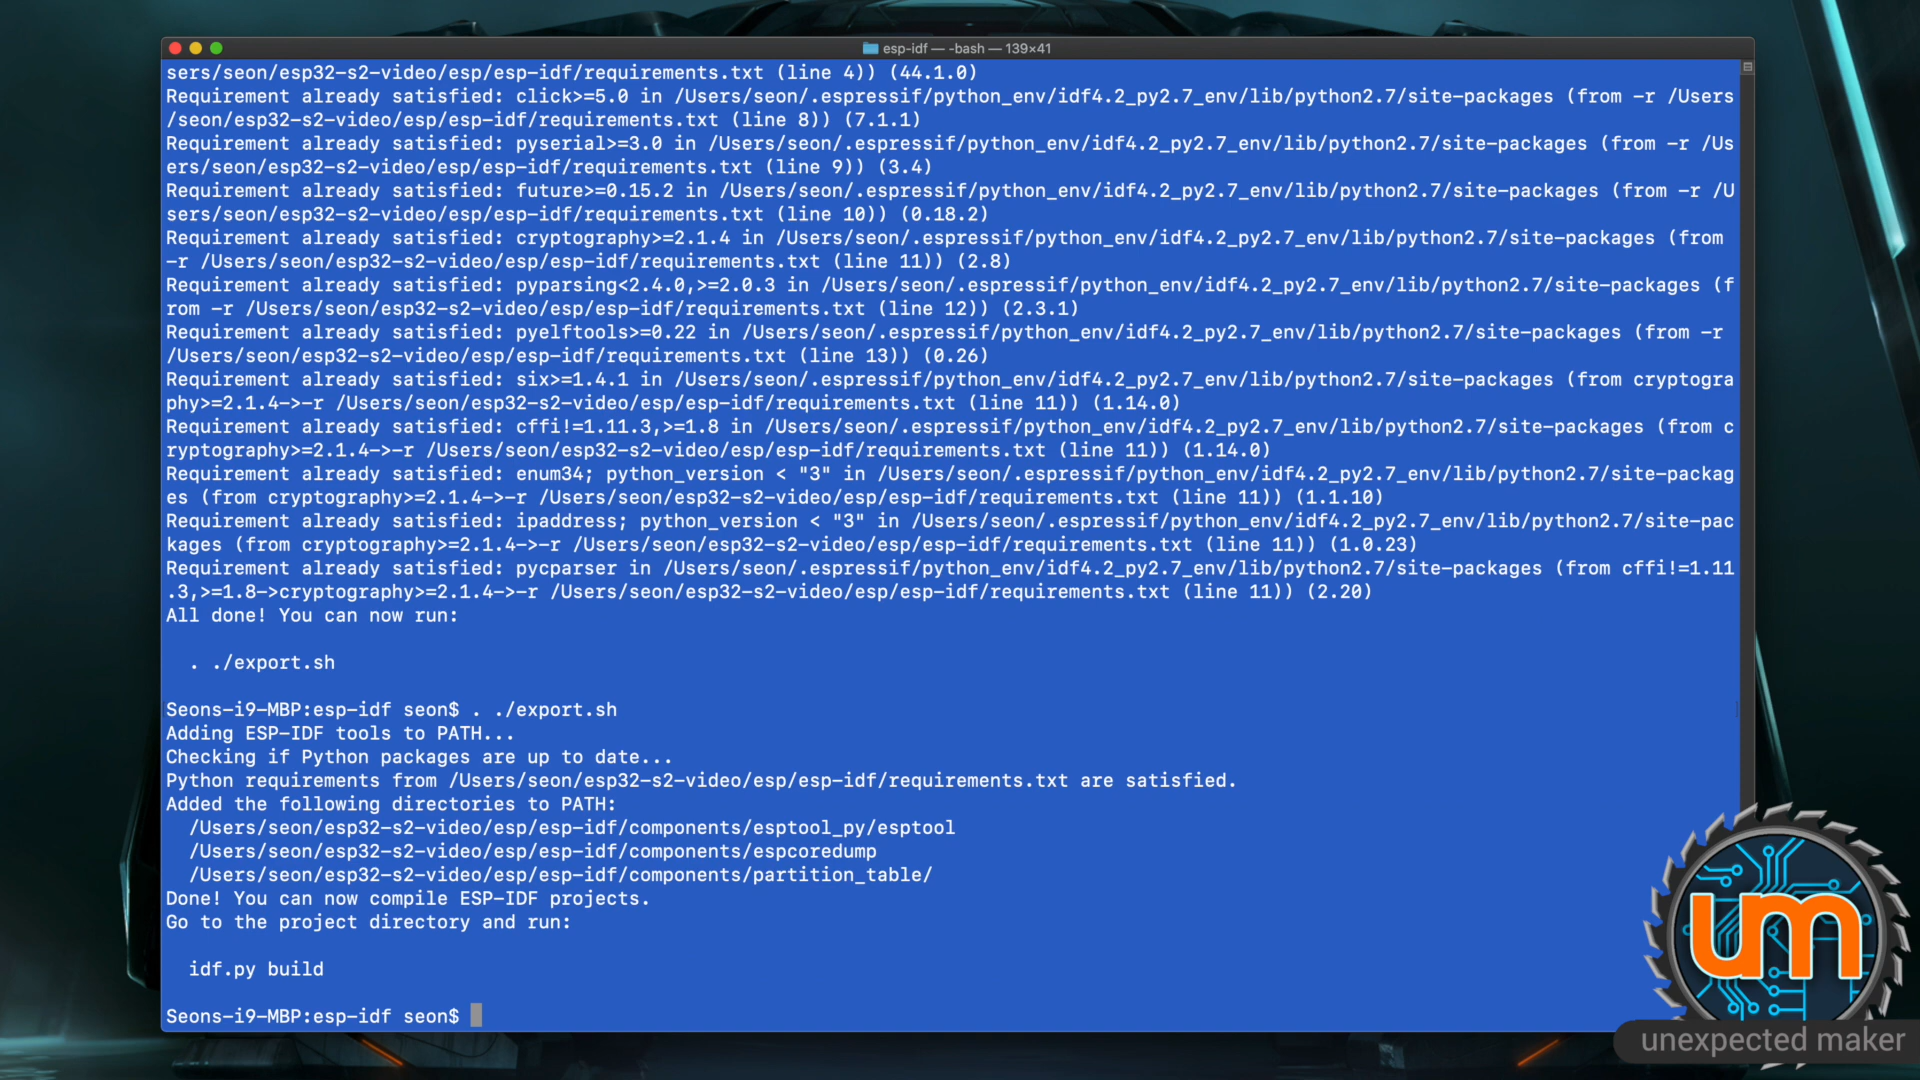 esp-idf — -bash — 139×41
sers/seon/esp32-s2-video/esp/esp-idf/requirements.txt (line 4)) (44.1.0)
Requirement already satisfied: click>=5.0 in /Users/seon/.espressif/python_env/idf4.2_py2.7_env/lib/python2.7/site-packages (from -r /Users
/seon/esp32-s2-video/esp/esp-idf/requirements.txt (line 8)) (7.1.1)
Requirement already satisfied: pyserial>=3.0 in /Users/seon/.espressif/python_env/idf4.2_py2.7_env/lib/python2.7/site-packages (from -r /Us
ers/seon/esp32-s2-video/esp/esp-idf/requirements.txt (line 9)) (3.4)
Requirement already satisfied: future>=0.15.2 in /Users/seon/.espressif/python_env/idf4.2_py2.7_env/lib/python2.7/site-packages (from -r /U
sers/seon/esp32-s2-video/esp/esp-idf/requirements.txt (line 10)) (0.18.2)
Requirement already satisfied: cryptography>=2.1.4 in /Users/seon/.espressif/python_env/idf4.2_py2.7_env/lib/python2.7/site-packages (from
-r /Users/seon/esp32-s2-video/esp/esp-idf/requirements.txt (line 11)) (2.8)
Requirement already satisfied: pyparsing<2.4.0,>=2.0.3 in /Users/seon/.espressif/python_env/idf4.2_py2.7_env/lib/python2.7/site-packages (f
rom -r /Users/seon/esp32-s2-video/esp/esp-idf/requirements.txt (line 12)) (2.3.1)
Requirement already satisfied: pyelftools>=0.22 in /Users/seon/.espressif/python_env/idf4.2_py2.7_env/lib/python2.7/site-packages (from -r
/Users/seon/esp32-s2-video/esp/esp-idf/requirements.txt (line 13)) (0.26)
Requirement already satisfied: six>=1.4.1 in /Users/seon/.espressif/python_env/idf4.2_py2.7_env/lib/python2.7/site-packages (from cryptogra
phy>=2.1.4->-r /Users/seon/esp32-s2-video/esp/esp-idf/requirements.txt (line 11)) (1.14.0)
Requirement already satisfied: cffi!=1.11.3,>=1.8 in /Users/seon/.espressif/python_env/idf4.2_py2.7_env/lib/python2.7/site-packages (from c
ryptography>=2.1.4->-r /Users/seon/esp32-s2-video/esp/esp-idf/requirements.txt (line 11)) (1.14.0)
Requirement already satisfied: enum34; python_version < "3" in /Users/seon/.espressif/python_env/idf4.2_py2.7_env/lib/python2.7/site-packag
es (from cryptography>=2.1.4->-r /Users/seon/esp32-s2-video/esp/esp-idf/requirements.txt (line 11)) (1.1.10)
Requirement already satisfied: ipaddress; python_version < "3" in /Users/seon/.espressif/python_env/idf4.2_py2.7_env/lib/python2.7/site-pac
kages (from cryptography>=2.1.4->-r /Users/seon/esp32-s2-video/esp/esp-idf/requirements.txt (line 11)) (1.0.23)
Requirement already satisfied: pycparser in /Users/seon/.espressif/python_env/idf4.2_py2.7_env/lib/python2.7/site-packages (from cffi!=1.11
.3,>=1.8->cryptography>=2.1.4->-r /Users/seon/esp32-s2-video/esp/esp-idf/requirements.txt (line 11)) (2.20)
All done! You can now run:
. ./export.sh
Seons-i9-MBP:esp-idf seon$ . ./export.sh
Adding ESP-IDF tools to PATH...
Checking if Python packages are up to date...
Python requirements from /Users/seon/esp32-s2-video/esp/esp-idf/requirements.txt are satisfied.
Added the following directories to PATH:
/Users/seon/esp32-s2-video/esp/esp-idf/components/esptool_py/esptool
/Users/seon/esp32-s2-video/esp/esp-idf/components/espcoredump
/Users/seon/esp32-s2-video/esp/esp-idf/components/partition_table/
Done! You can now compile ESP-IDF projects.
Go to the project directory and run:
idf.py build
Seons-i9-MBP:esp-idf seon$
um
unexpected maker